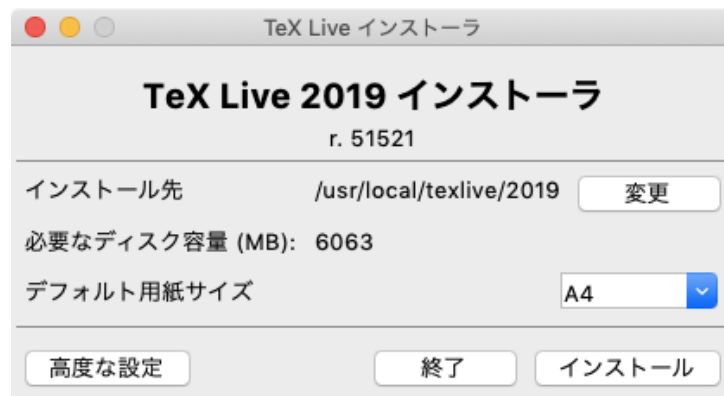 TeX Live インストーラ
TeX Live 2019 インストーラ
r. 51521
インストール先 /usr/local/texlive/2019 変更
必要なディスク容量 (MB): 6063
デフォルト用紙サイズ A4
高度な設定 終了 インストール